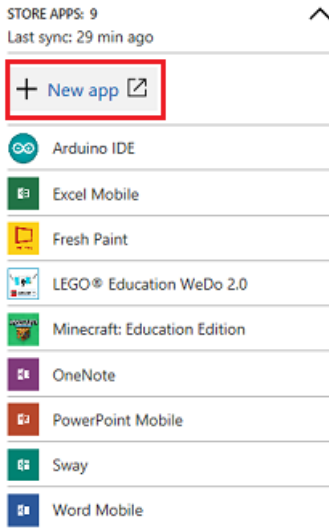 STORE APPS: 9
Last sync: 29 min ago
New app
Arduino IDE
Excel Mobile
Fresh Paint
LEGO® Education WeDo 2.0
Minecraft: Education Edition
OneNote
PowerPoint Mobile
Sway
Word Mobile